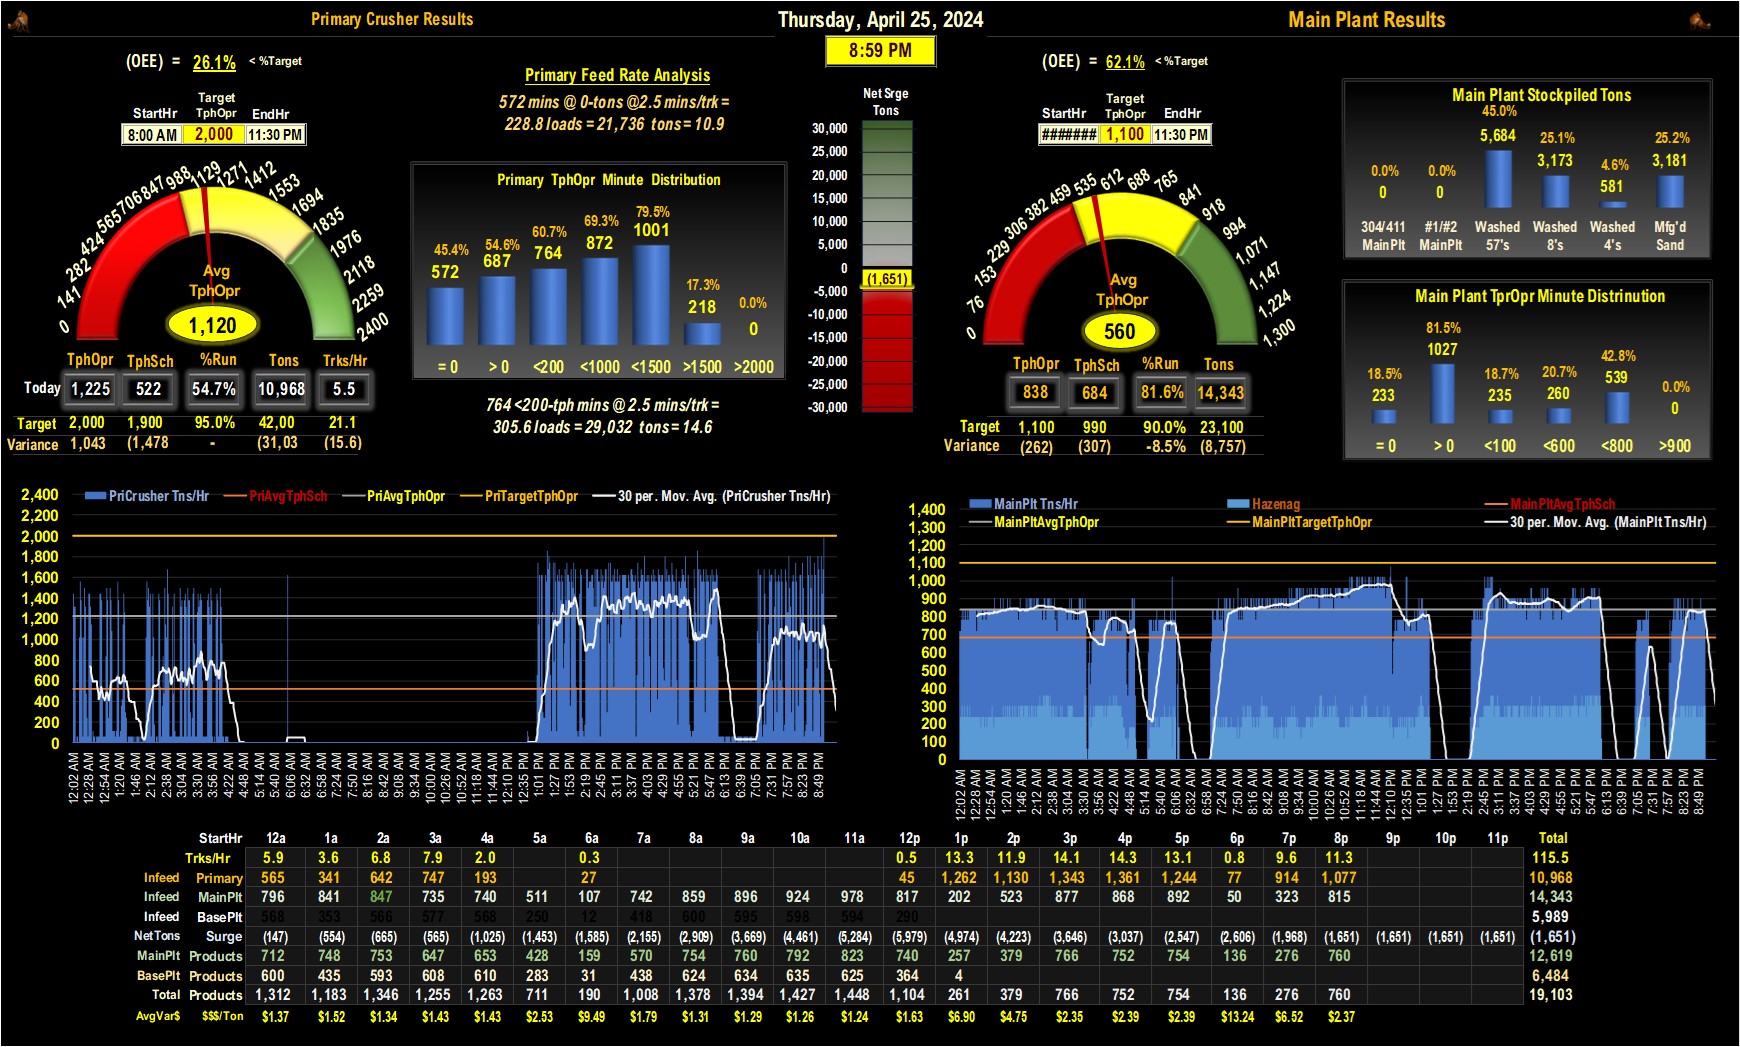 Primary Crusher Results
Thursday, April 25, 2024
Main Plant Results
8:59 PM
(OEE) = 26.1% < %Target
StartHr Target TphOpr EndHr
8:00 AM 2,000 11:30 PM
Primary Feed Rate Analysis
572 mins @ 0-tons @2.5 mins/trk =
228.8 loads = 21,736 tons = 10.9
0 141 282 424 565 706 847 988 1129 1271 1412 1553 1694 1835 1976 2118 2259 2400
Avg
TphOpr
1,120
TphOpr TphSch %Run Tons Trks/Hr
Today 1,225 522 54.7% 10,968 5.5
Target 2,000 1,900 95.0% 42,00 21.1
Variance 1,043 (1,478 - (31,03 (15.6)
Primary TphOpr Minute Distribution
45.4% 54.6% 60.7% 69.3% 79.5% 17.3% 0.0%
572 687 764 872 1001 218 0
= 0 > 0 <200 <1000 <1500 >1500 >2000
764 <200-tph mins @ 2.5 mins/trk =
305.6 loads = 29,032 tons = 14.6
Net Srge
Tons
30,000
25,000
20,000
15,000
10,000
5,000
0
(1,651)
-5,000
-10,000
-15,000
-20,000
-25,000
-30,000
(OEE) = 62.1% < %Target
StartHr Target TphOpr EndHr
####### 1,100 11:30 PM
0 76 153 229 306 382 459 535 612 688 765 841 918 994 1,071 1,147 1,224 1,300
Avg
TphOpr
560
TphOpr TphSch %Run Tons
838 684 81.6% 14,343
Target 1,100 990 90.0% 23,100
Variance (262) (307) -8.5% (8,757)
Main Plant Stockpiled Tons
0.0% 0.0% 45.0% 25.1% 4.6% 25.2%
0 0 5,684 3,173 581 3,181
304/411 #1/#2 Washed Washed Washed Mfg'd
MainPlt MainPlt 57's 8's 4's Sand
Main Plant TprOpr Minute Distrinution
18.5% 81.5% 18.7% 20.7% 42.8% 0.0%
233 1027 235 260 539 0
= 0 > 0 <100 <600 <800 >900
PriCrusher Tns/Hr PriAvgTphSch PriAvgTphOpr PriTargetTphOpr 30 per. Mov. Avg. (PriCrusher Tns/Hr)
2,400
2,200
2,000
1,800
1,600
1,400
1,200
1,000
800
600
400
200
0
12:02 AM 12:28 AM 12:54 AM 1:20 AM 1:46 AM 2:12 AM 2:38 AM 3:04 AM 3:30 AM 3:56 AM 4:22 AM 4:48 AM 5:14 AM 5:40 AM 6:06 AM 6:32 AM 6:58 AM 7:24 AM 7:50 AM 8:16 AM 8:42 AM 9:08 AM 9:34 AM 10:00 AM 10:26 AM 10:52 AM 11:18 AM 11:44 AM 12:10 PM 12:35 PM 1:01 PM 1:27 PM 1:53 PM 2:19 PM 2:45 PM 3:11 PM 3:37 PM 4:03 PM 4:29 PM 4:55 PM 5:21 PM 5:47 PM 6:13 PM 6:39 PM 7:05 PM 7:31 PM 7:57 PM 8:23 PM 8:49 PM
MainPlt Tns/Hr Hazenag MainPltAvgTphSch
MainPltAvgTphOpr MainPltTargetTphOpr 30 per. Mov. Avg. (MainPlt Tns/Hr)
1,400
1,300
1,200
1,100
1,000
900
800
700
600
500
400
300
200
100
0
12:02 AM 12:28 AM 12:54 AM 1:20 AM 1:46 AM 2:12 AM 2:38 AM 3:04 AM 3:30 AM 3:56 AM 4:22 AM 4:48 AM 5:14 AM 5:40 AM 6:06 AM 6:32 AM 6:58 AM 7:24 AM 7:50 AM 8:16 AM 8:42 AM 9:08 AM 9:34 AM 10:00 AM 10:26 AM 10:52 AM 11:18 AM 11:44 AM 12:10 PM 12:35 PM 1:01 PM 1:27 PM 1:53 PM 2:19 PM 2:45 PM 3:11 PM 3:37 PM 4:03 PM 4:29 PM 4:55 PM 5:21 PM 5:47 PM 6:13 PM 6:39 PM 7:05 PM 7:31 PM 7:57 PM 8:23 PM 8:49 PM
StartHr 12a 1a 2a 3a 4a 5a 6a 7a 8a 9a 10a 11a 12p 1p 2p 3p 4p 5p 6p 7p 8p 9p 10p 11p Total
Trks/Hr 5.9 3.6 6.8 7.9 2.0 0.3 0.5 13.3 11.9 14.1 14.3 13.1 0.8 9.6 11.3 115.5
Infeed Primary 565 341 642 747 193 27 45 1,262 1,130 1,343 1,361 1,244 77 914 1,077 10,968
Infeed MainPlt 796 841 847 735 740 511 107 742 859 896 924 978 817 202 523 877 868 892 50 323 815 14,343
Infeed BasePlt 568 353 566 577 568 250 12 418 600 595 598 594 290 5,989
NetTons Surge (147) (554) (665) (565) (1,025) (1,453) (1,585) (2,155) (2,909) (3,669) (4,461) (5,284) (5,979) (4,974) (4,223) (3,646) (3,037) (2,547) (2,606) (1,968) (1,651) (1,651) (1,651) (1,651) (1,651)
MainPlt Products 712 748 753 647 653 428 159 570 754 760 792 823 740 257 379 766 752 754 136 276 760 12,619
BasePlt Products 600 435 593 608 610 283 31 438 624 634 635 625 364 4 6,484
Total Products 1,312 1,183 1,346 1,255 1,263 711 190 1,008 1,378 1,394 1,427 1,448 1,104 261 379 766 752 754 136 276 760 19,103
AvgVar$ $$$/Ton $1.37 $1.52 $1.34 $1.43 $1.43 $2.53 $9.49 $1.79 $1.31 $1.29 $1.26 $1.24 $1.63 $6.90 $4.75 $2.35 $2.39 $2.39 $13.24 $6.52 $2.37